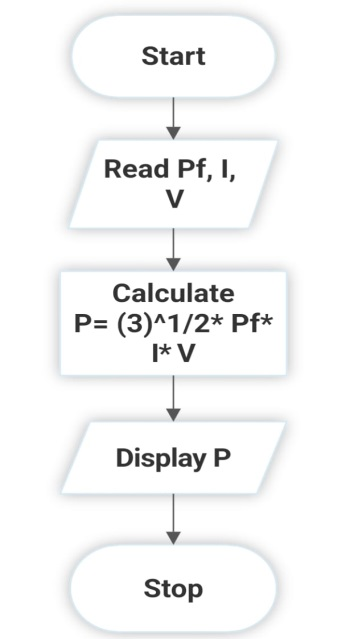 Start
Read Pf, I,
V
Calculate
P= (3)^1/2* Pf*
I* V
Display P
Stop